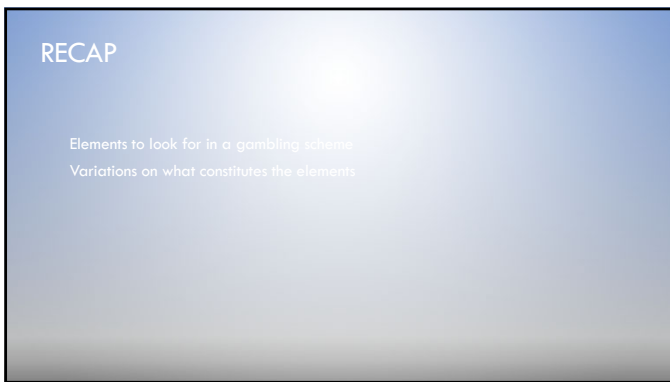 RECAP
Elements to look for in a gambling scheme
Variations on what constitutes the elements